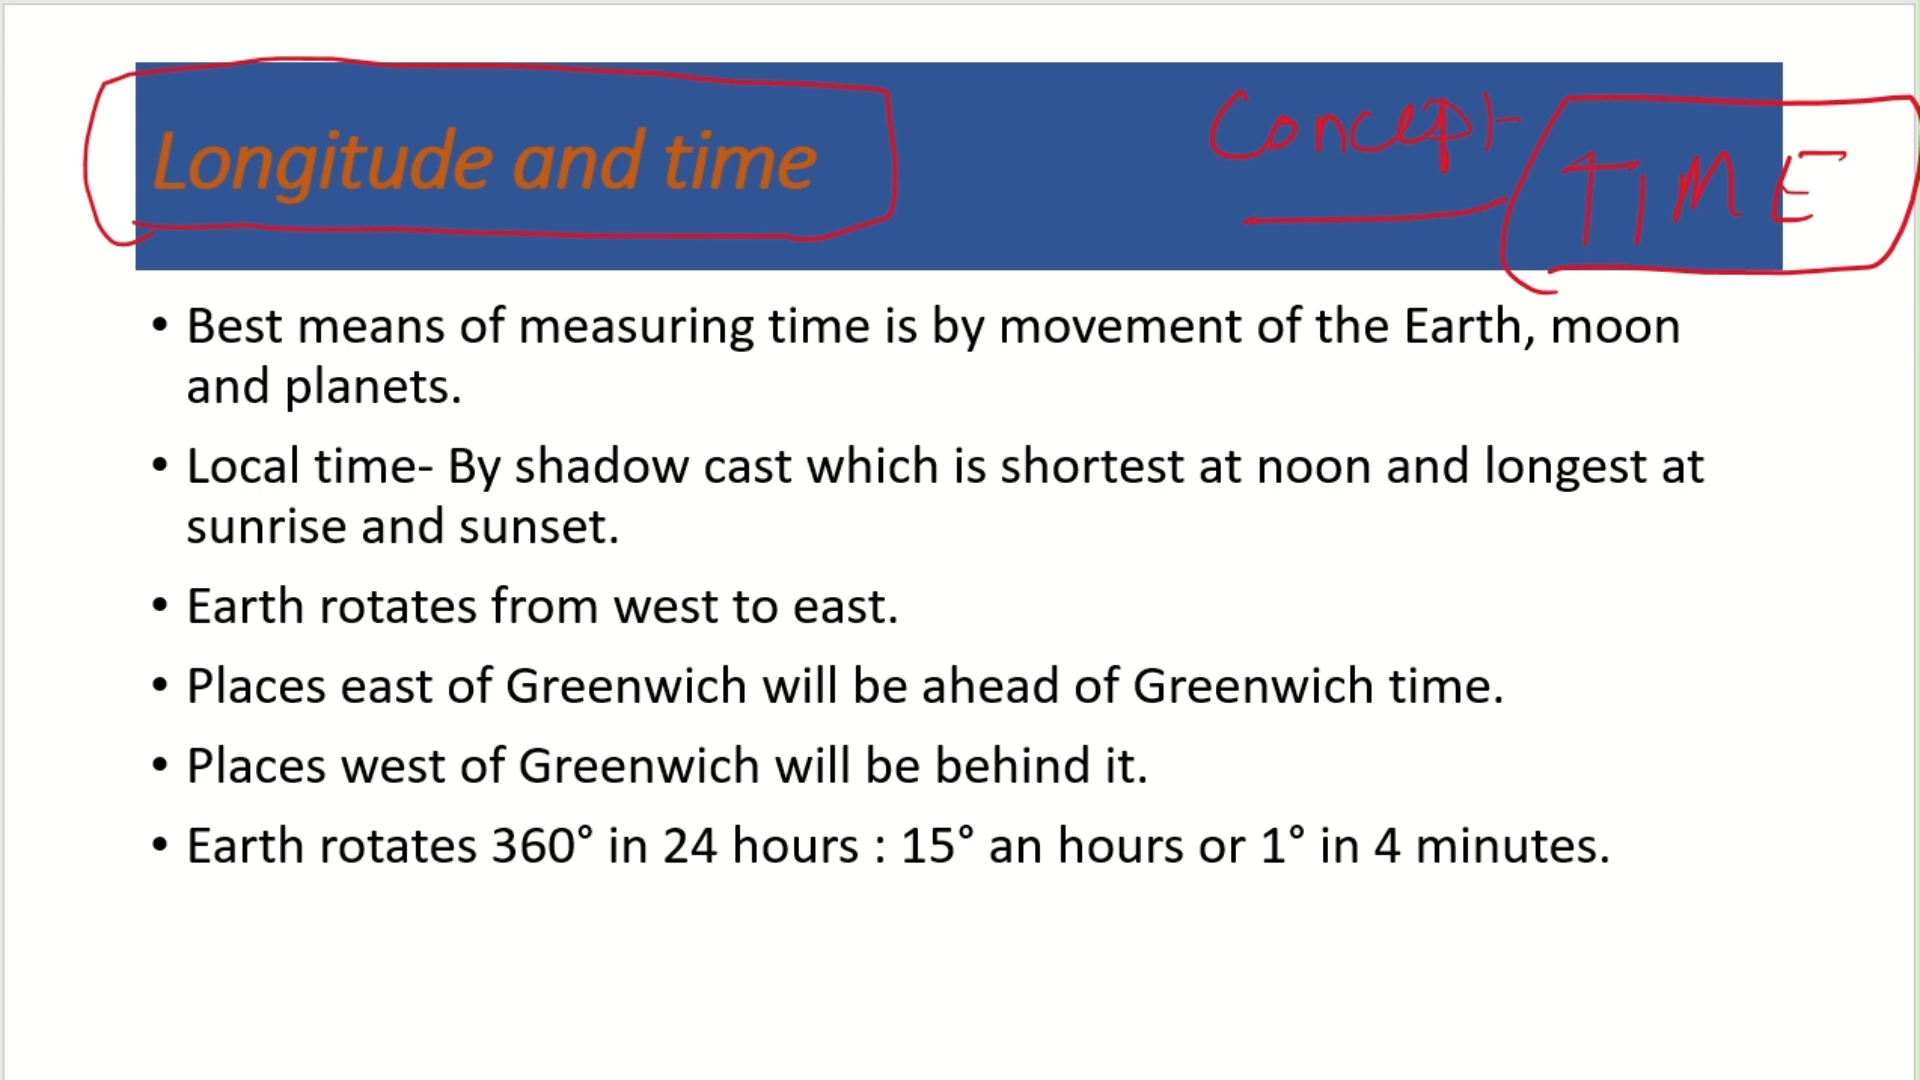 Longitude and time
Concept
TIME
• Best means of measuring time is by movement of the Earth, moon
and planets.
• Local time- By shadow cast which is shortest at noon and longest at
sunrise and sunset.
• Earth rotates from west to east.
• Places east of Greenwich will be ahead of Greenwich time.
• Places west of Greenwich will be behind it.
• Earth rotates 360° in 24 hours : 15° an hours or 1° in 4 minutes.